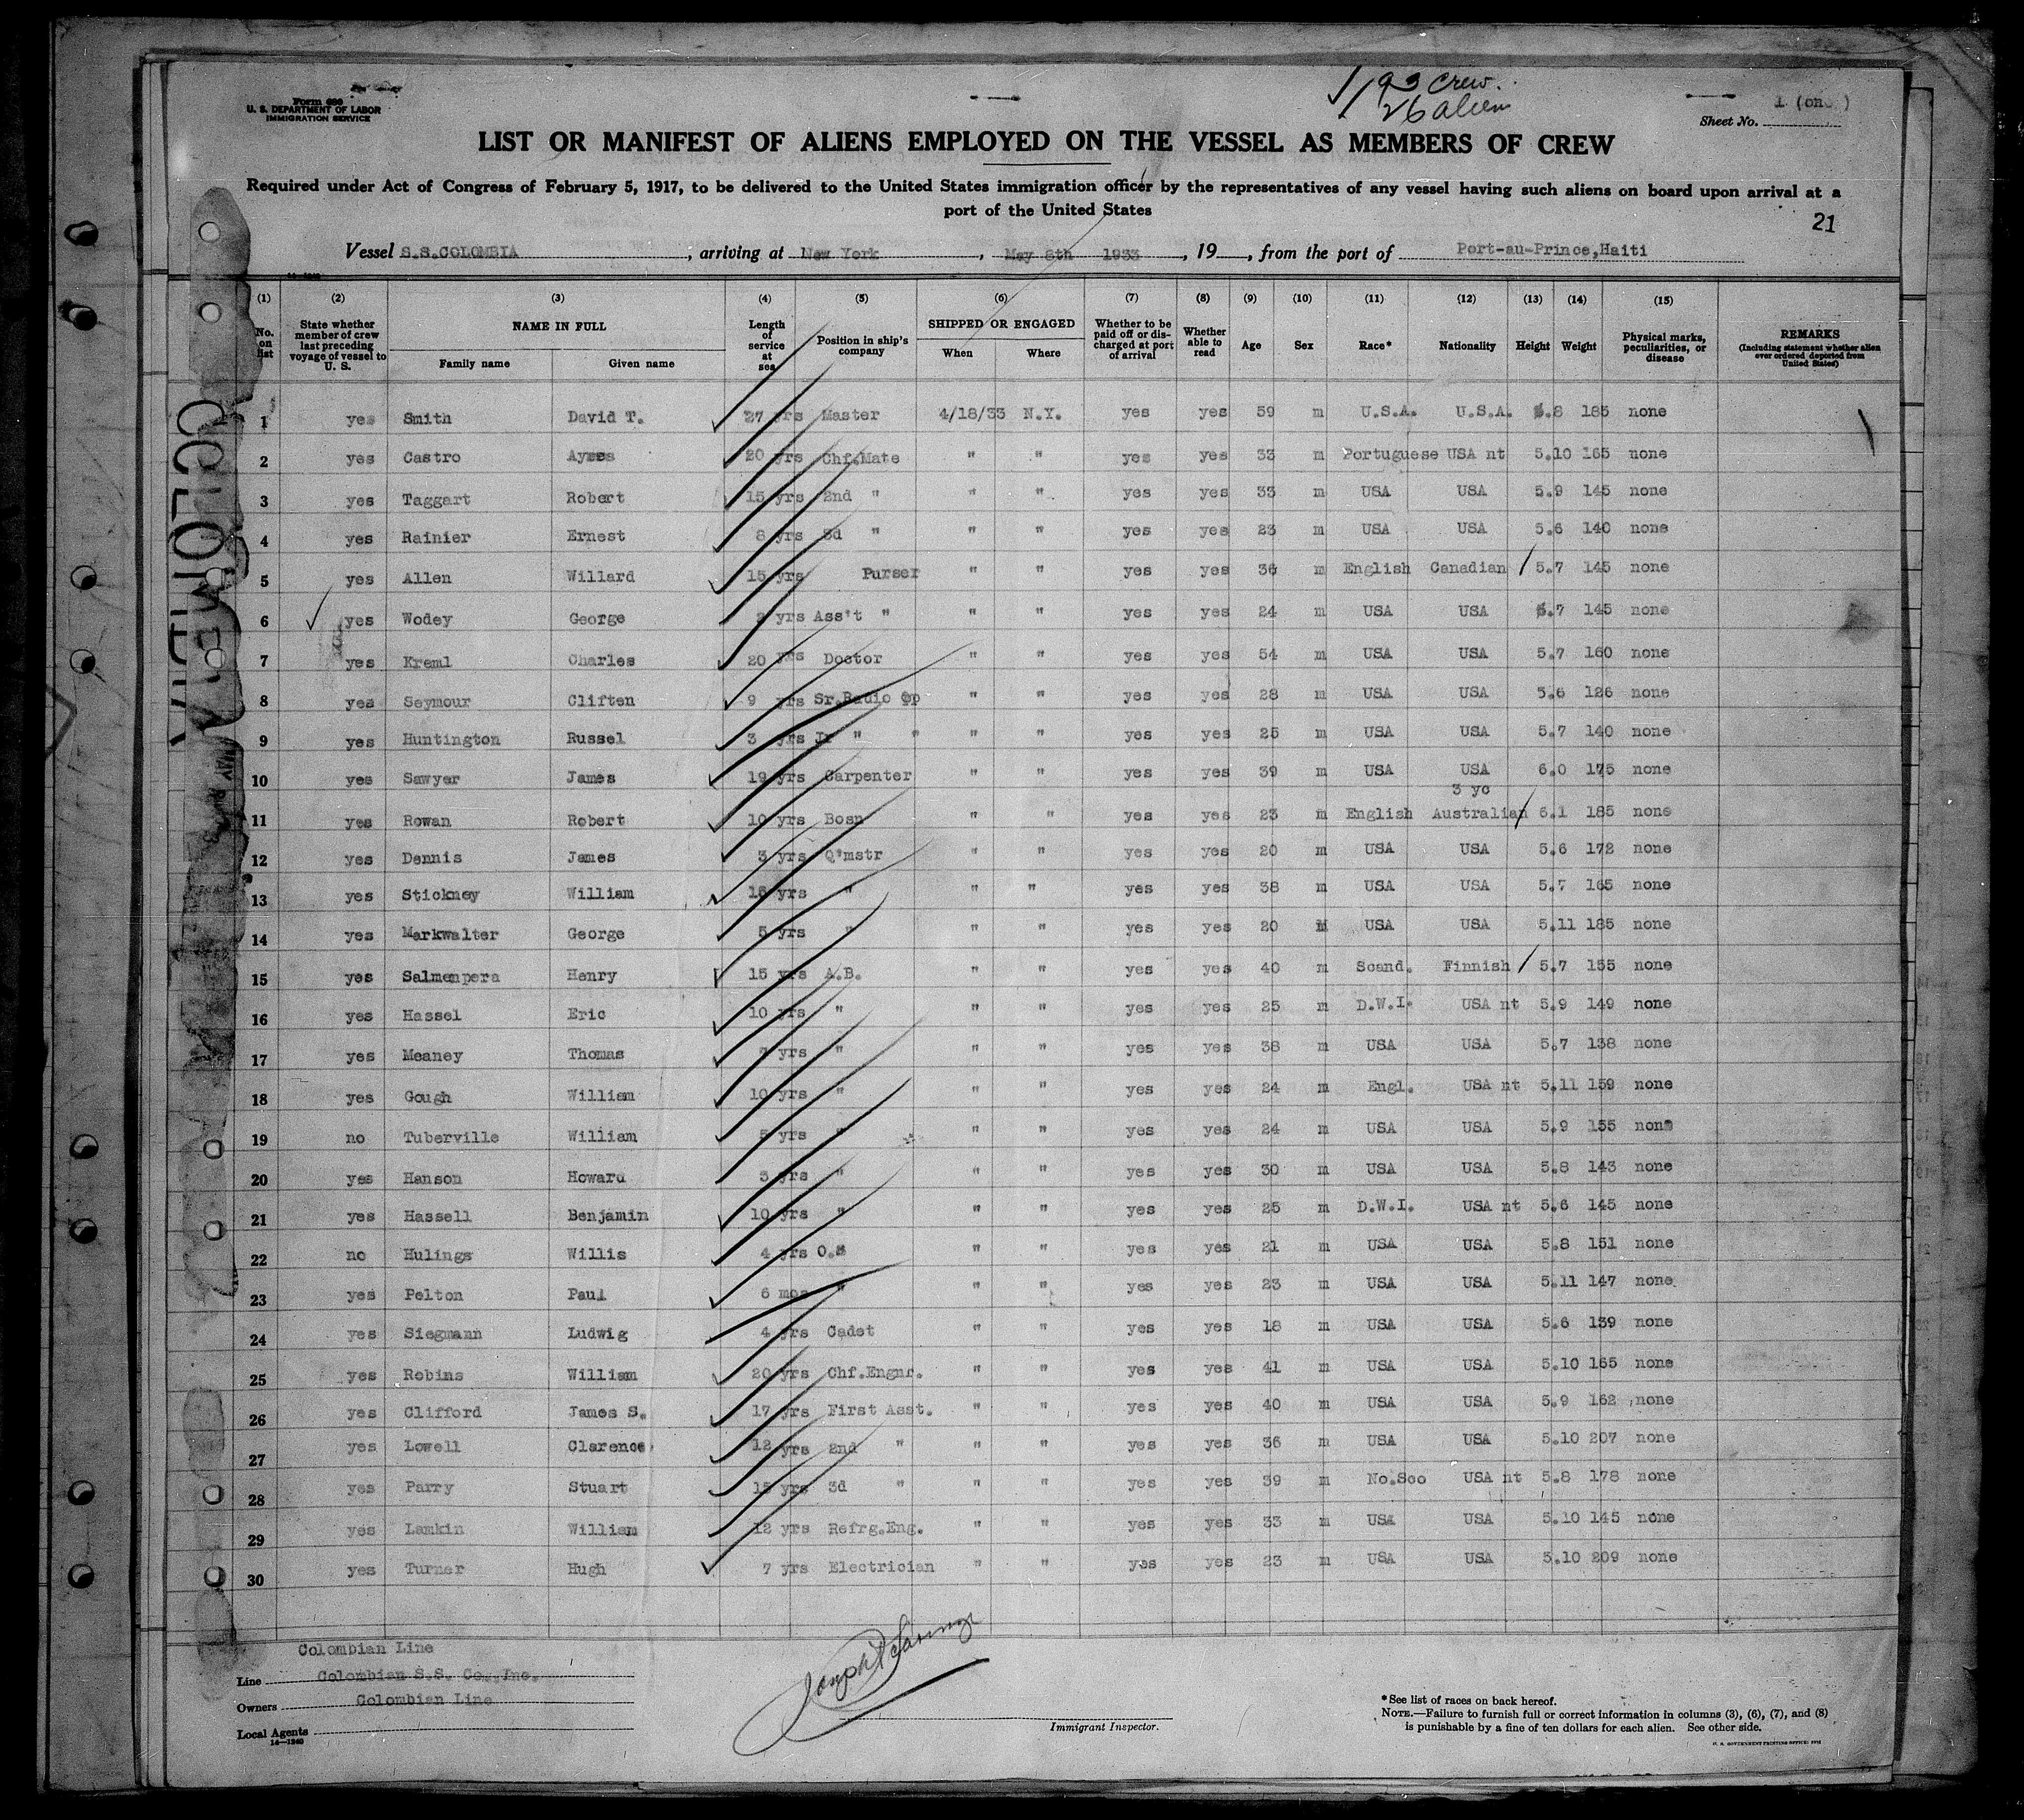 Form 680
U. S. DEPARTMENT OF LABOR
IMMIGRATION SERVICE
193 crew.
26 alien
1 (one)
Sheet No.
LIST OR MANIFEST OF ALIENS EMPLOYED ON THE VESSEL AS MEMBERS OF CREW
Required under Act of Congress of February 5, 1917, to be delivered to the United States immigration officer by the representatives of any vessel having such aliens on board upon arrival at a
port of the United States
21
Vessel S.S.COLOMBIA, arriving at New York, May 8th 1933, 19, from the port of Port-au-Prince,Haiti
(1) (2) (3) (4) (5) (6) (7) (8) (9) (10) (11) (12) (13) (14) (15)
No. on list State whether member of crew last preceding voyage of vessel to U. S. NAME IN FULL Family name Given name Length of service at sea Position in ship's company SHIPPED OR ENGAGED When Where Whether to be paid off or discharged at port of arrival Whether able to read Age Sex Race* Nationality Height Weight Physical marks, peculiarities, or disease REMARKS (Including statement whether alien ever ordered deported from United States)
1 yes Smith David T. 27 yrs Master 4/18/33 N.Y. yes yes 59 m U.S.A. U.S.A. 5.8 185 none
2 yes Castro Ayres 20 yrs Chf.Mate " " yes yes 33 m Portuguese USA nt 5.10 165 none
3 yes Taggart Robert 15 yrs 2nd " " " yes yes 33 m USA USA 5.9 145 none
4 yes Rainier Ernest 8 yrs 3d " " " yes yes 23 m USA USA 5.6 140 none
5 yes Allen Willard 15 yrs Purser " " yes yes 36 m English Canadian 5.7 145 none
6 yes Wodey George yrs Ass't " " " yes yes 24 m USA USA 5.7 145 none
7 yes Kreml Charles 20 yrs Doctor " " yes yes 54 m USA USA 5.7 160 none
8 yes Seymour Cliften 9 yrs Sr.Radio Op " " yes yes 28 m USA USA 5.6 126 none
9 yes Huntington Russel 3 yrs Jr " " " " yes yes 25 m USA USA 5.7 140 none
10 yes Sawyer James 19 yrs Carpenter " " yes yes 39 m USA USA 6.0 175 none
3 yc
11 yes Rowan Robert 10 yrs Bosn " " yes yes 23 m English Australian 6.1 185 none
12 yes Dennis James 3 yrs Q'mstr " " yes yes 20 m USA USA 5.6 172 none
13 yes Stickney William 16 yrs " " " yes yes 38 m USA USA 5.7 165 none
14 yes Markwalter George 5 yrs " " " yes yes 20 M USA USA 5.11 185 none
15 yes Salmenpera Henry 15 yrs A.B. " " yes yes 40 m Scand. Finnish 5.7 155 none
16 yes Hassel Eric 10 yrs " " " yes yes 25 m D.W.I. USA nt 5.9 149 none
17 yes Meaney Thomas yrs " " " yes yes 38 m USA USA 5.7 138 none
18 yes Gough William 10 yrs " " " yes yes 24 m Engl. USA nt 5.11 159 none
19 no Tuberville William 5 yrs " " " yes yes 24 m USA USA 5.9 155 none
20 yes Hanson Howard 3 yrs " " " yes yes 30 m USA USA 5.8 143 none
21 yes Hassell Benjamin 10 yrs " " " yes yes 25 m D.W.I. USA nt 5.6 145 none
22 no Hulings Willis 4 yrs O.S " " yes yes 21 m USA USA 5.8 151 none
23 yes Pelton Paul 6 mos " " " yes yes 23 m USA USA 5.11 147 none
24 yes Siegmann Ludwig 4 yrs Cadet " " yes yes 18 m USA USA 5.6 139 none
25 yes Robins William 20 yrs Chf.Engnr. " " yes yes 41 m USA USA 5.10 165 none
26 yes Clifford James S. 17 yrs First Asst. " " yes yes 40 m USA USA 5.9 162 none
27 yes Lowell Clarence 12 yrs 2nd " " " yes yes 36 m USA USA 5.10 207 none
28 yes Parry Stuart 15 yrs 3d " " " yes yes 39 m No.Sco USA nt 5.8 178 none
29 yes Lamkin William 12 yrs Refrg.Eng. " " yes yes 33 m USA USA 5.10 145 none
30 yes Turner Hugh 7 yrs Electrician " " yes yes 23 m USA USA 5.10 209 none
COLOMBIA
Colombian Line
Line Colombian S.S. Co.,Inc.
Owners Colombian Line
Local Agents
14—1240
Immigrant Inspector.
*See list of races on back hereof.
NOTE.—Failure to furnish full or correct information in columns (3), (6), (7), and (8)
is punishable by a fine of ten dollars for each alien. See other side.